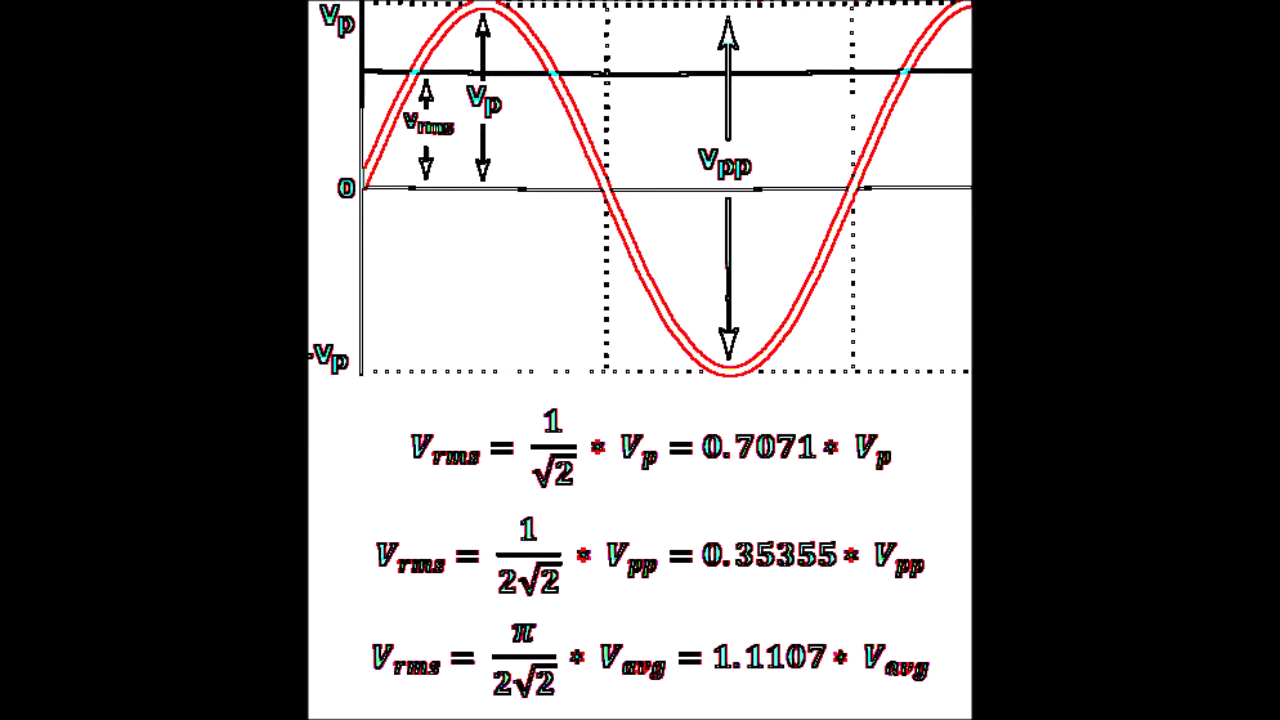 Vp
Vp
Vrms
Vpp
0
-Vp
Vrms = 1/√2 * Vp = 0.7071 * Vp
Vrms = 1/2√2 * Vpp = 0.35355 * Vpp
Vrms = π/2√2 * Vavg = 1.1107 * Vavg